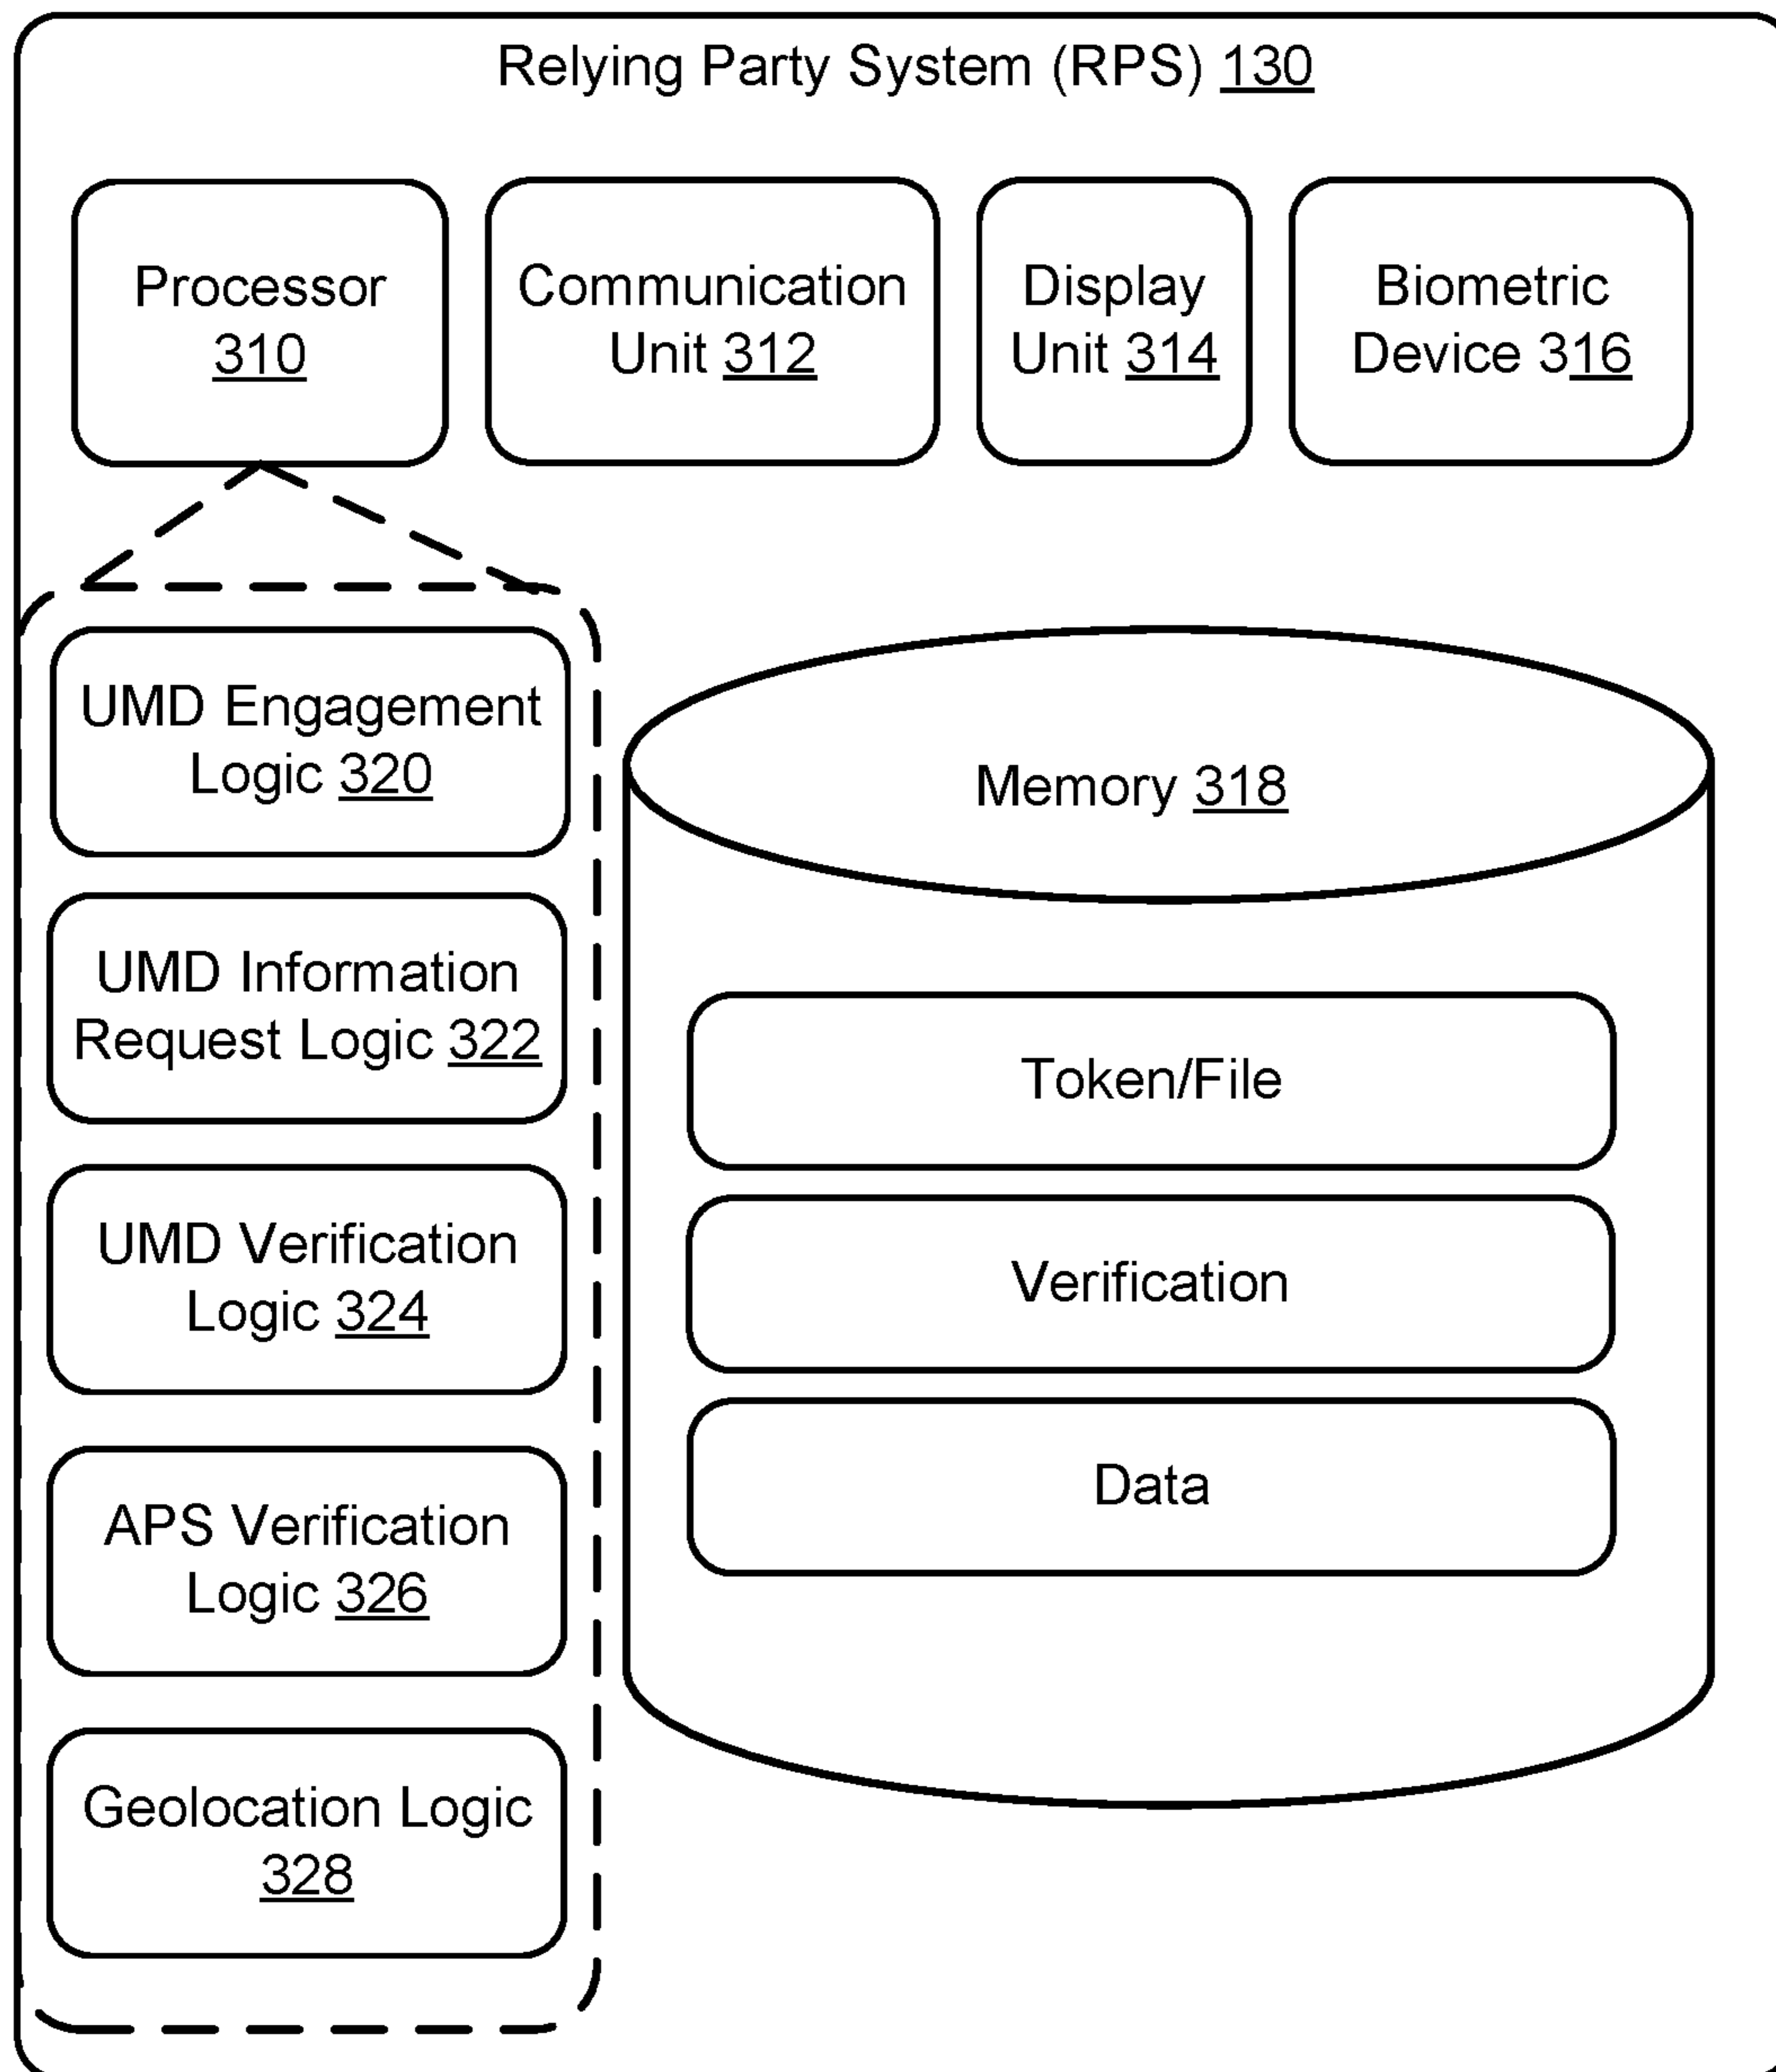 Relying Party System (RPS) 130
Processor
310
Communication
Unit 312
Display
Unit 314
Biometric
Device 316
UMD Engagement
Logic 320
UMD Information
Request Logic 322
UMD Verification
Logic 324
APS Verification
Logic 326
Geolocation Logic
328
Memory 318
Token/File
Verification
Data